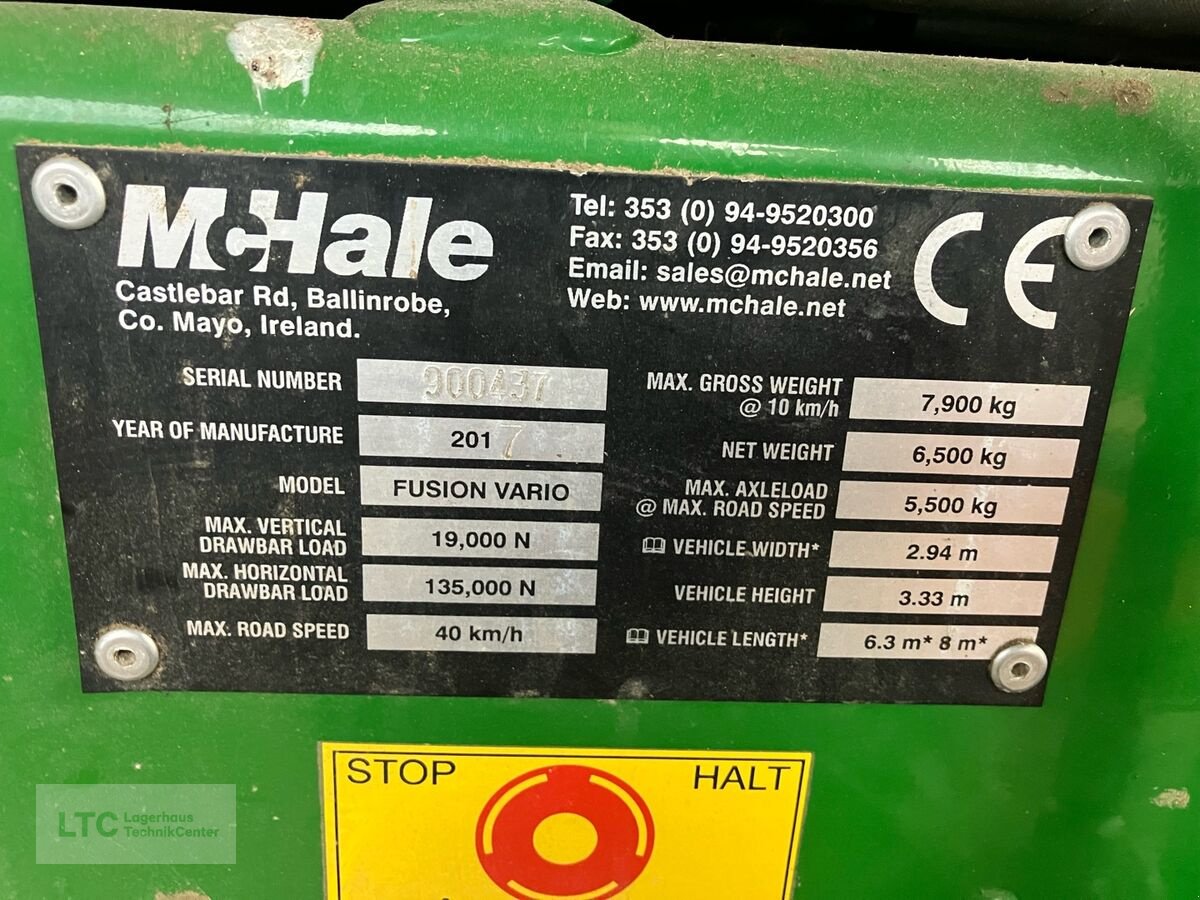 McHale
Castlebar Rd, Ballinrobe,
Co. Mayo, Ireland.
Tel: 353 (0) 94-9520300
Fax: 353 (0) 94-9520356
Email: sales@mchale.net
Web: www.mchale.net
CE
SERIAL NUMBER 900437
YEAR OF MANUFACTURE 2017
MODEL FUSION VARIO
MAX. VERTICAL
DRAWBAR LOAD 19,000 N
MAX. HORIZONTAL
DRAWBAR LOAD 135,000 N
MAX. ROAD SPEED 40 km/h
MAX. GROSS WEIGHT
@ 10 km/h 7,900 kg
NET WEIGHT 6,500 kg
MAX. AXLELOAD
@ MAX. ROAD SPEED 5,500 kg
VEHICLE WIDTH* 2.94 m
VEHICLE HEIGHT 3.33 m
VEHICLE LENGTH* 6.3 m* 8 m*
STOP HALT
LTC Lagerhaus
TechnikCenter